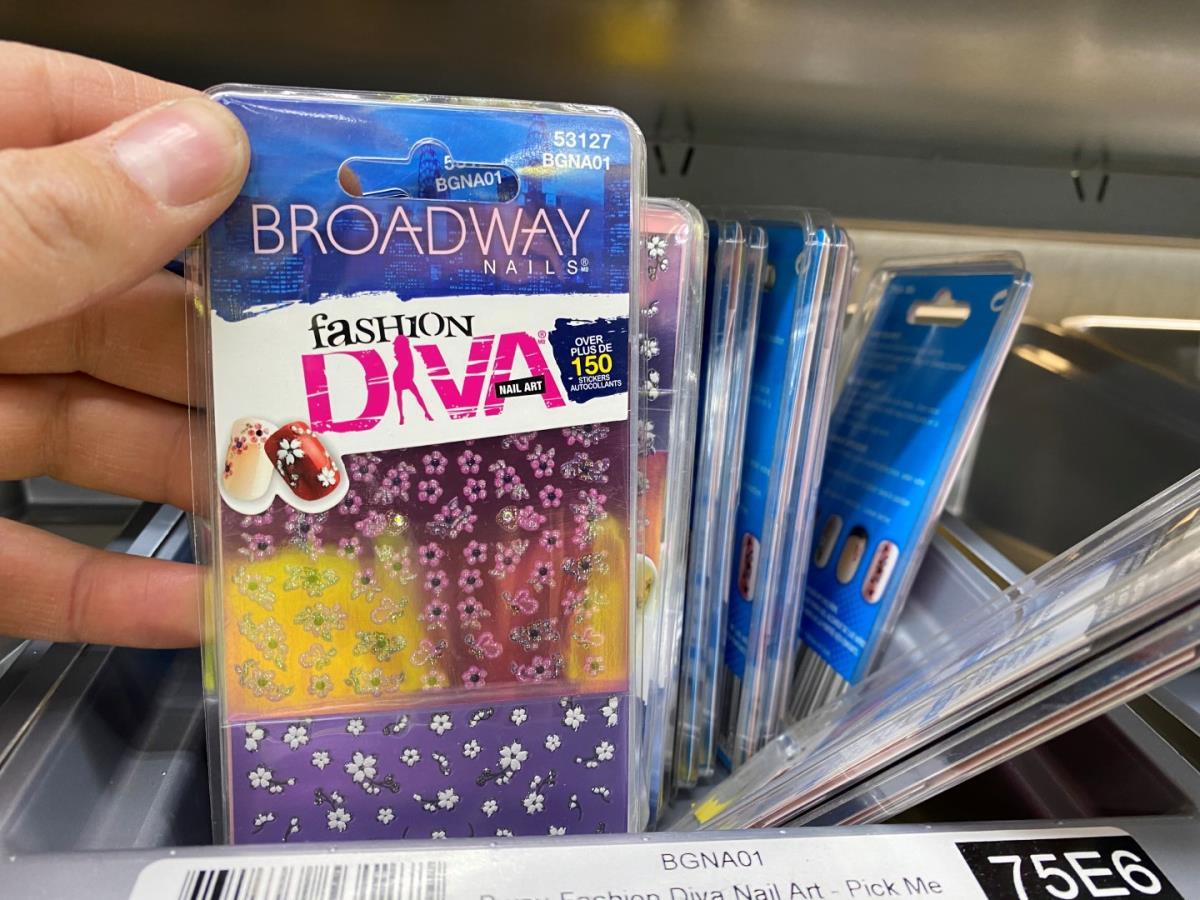 53127
BGNA01
BGNA01
BROADWAY
NAILS
fasHION
DIVA
NAIL ART
OVER
PLUS DE
150
STICKERS
AUTOCOLLANTS
BGNA01
Fashion Diva Nail Art - Pick Me
75E6